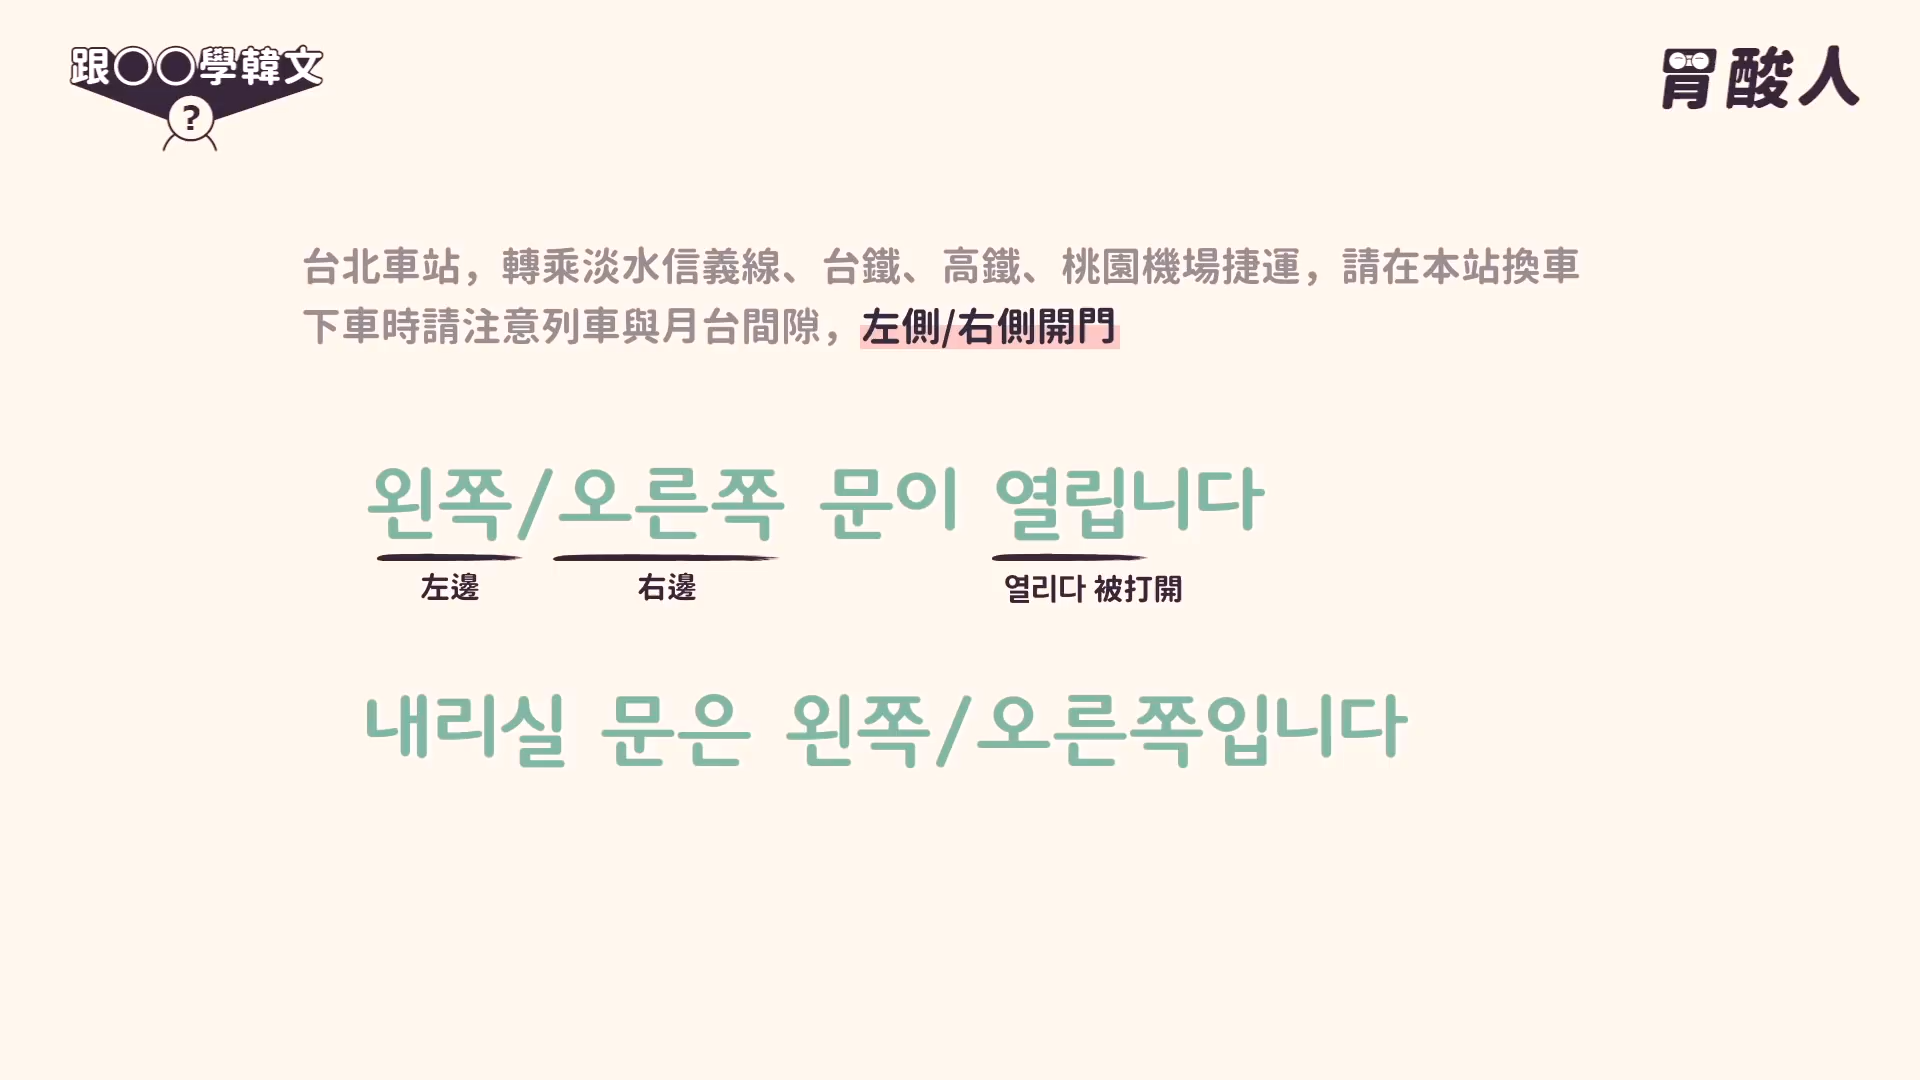 跟〇〇學韓文
?
胃酸人
台北車站，轉乘淡水信義線、台鐵、高鐵、桃園機場捷運，請在本站換車
下車時請注意列車與月台間隙，左側/右側開門
왼쪽/오른쪽 문이 열립니다
左邊 右邊 열리다 被打開
내리실 문은 왼쪽/오른쪽입니다